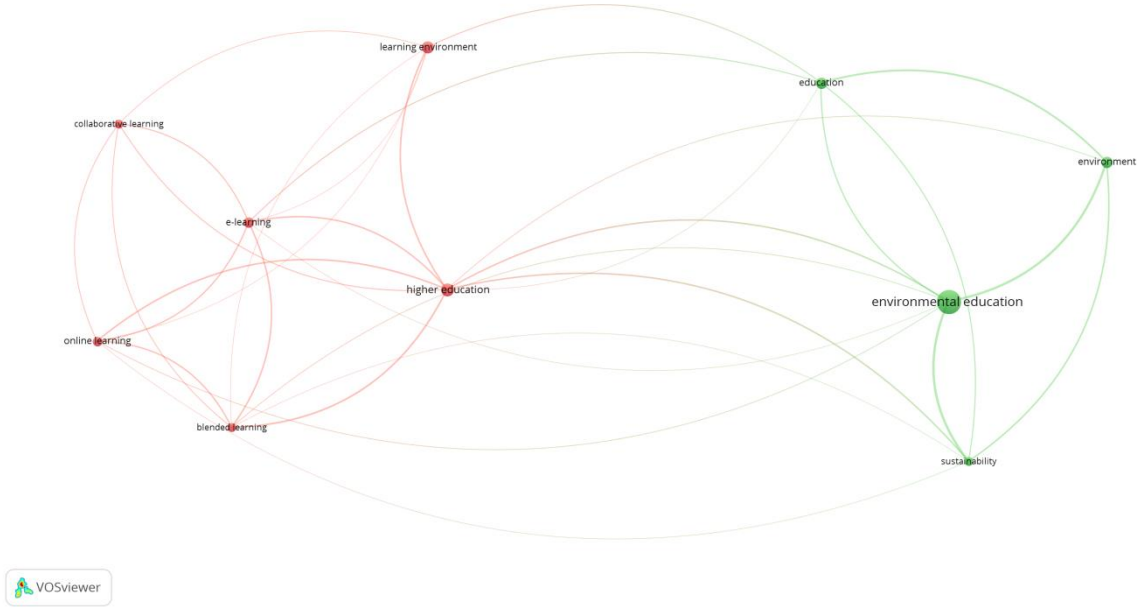 learning environment
education
collaborative learning
environment
e-learning
higher education
environmental education
online learning
blended learning
sustainability
VOSviewer